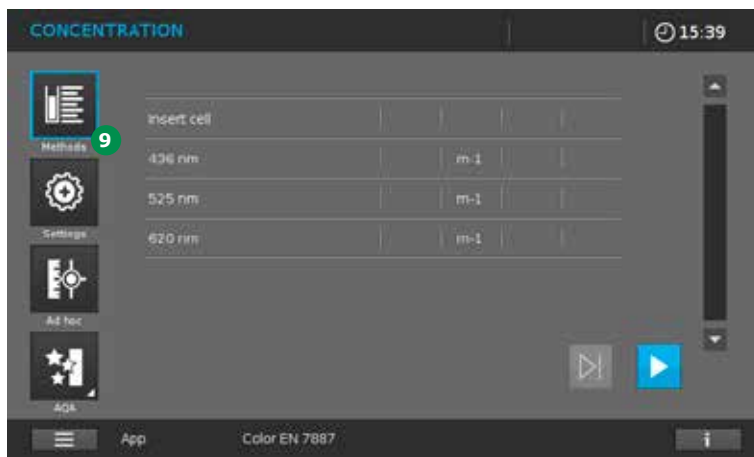 CONCENTRATION 15:39
Methods
9
Settings
Ad hoc
AQA
Insert cell
436 nm m-1
525 nm m-1
620 nm m-1
App Color EN 7887 i